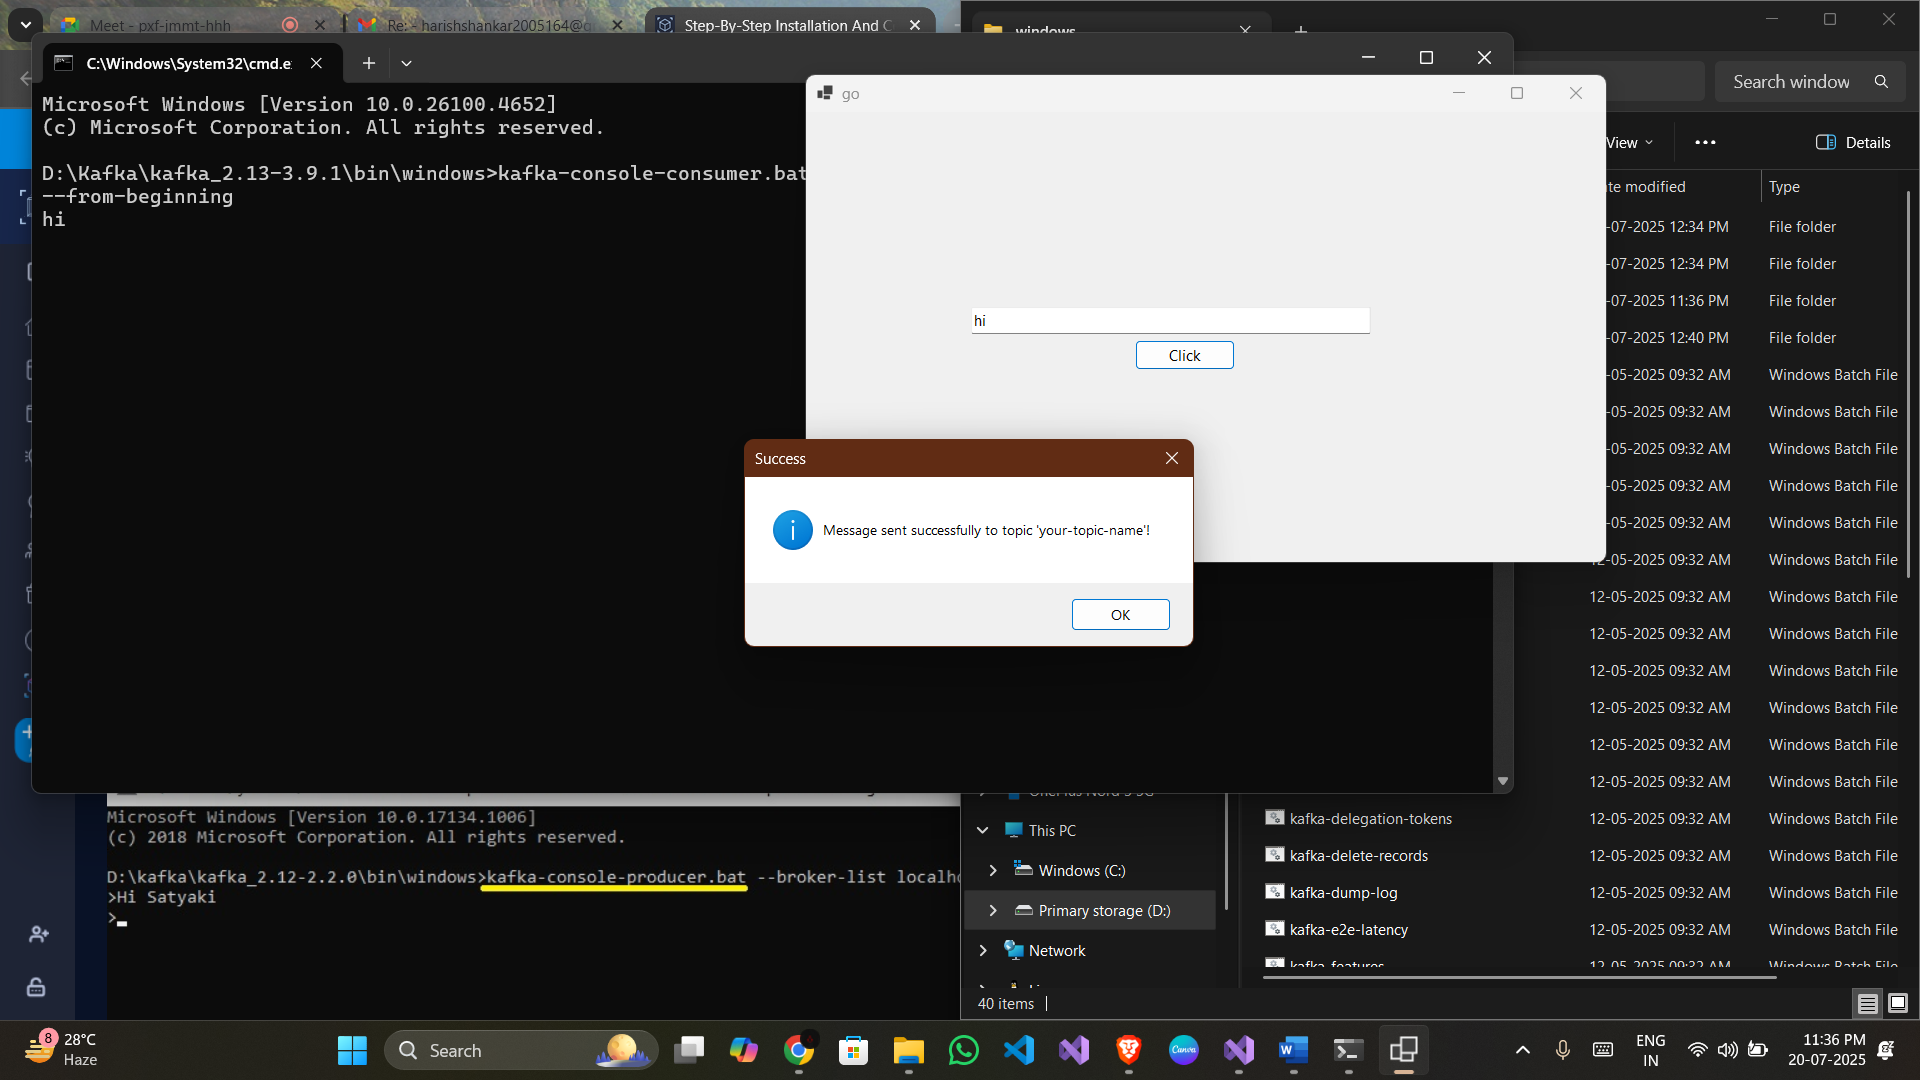 Meet - pxf-jmmt-hhh
Re: - harishshankar2005164@g
Step-By-Step Installation And C
windows
C:\Windows\System32\cmd.e
Search window
View
Details
Microsoft Windows [Version 10.0.26100.4652]
(c) Microsoft Corporation. All rights reserved.
D:\Kafka\kafka_2.13-3.9.1\bin\windows>kafka-console-consumer.bat
--from-beginning
hi
go
hi
Click
Success
Message sent successfully to topic 'your-topic-name'!
OK
te modified
Type
-07-2025 12:34 PM
File folder
-07-2025 12:34 PM
File folder
-07-2025 11:36 PM
File folder
-07-2025 12:40 PM
File folder
-05-2025 09:32 AM
Windows Batch File
-05-2025 09:32 AM
Windows Batch File
-05-2025 09:32 AM
Windows Batch File
-05-2025 09:32 AM
Windows Batch File
-05-2025 09:32 AM
Windows Batch File
12-05-2025 09:32 AM
Windows Batch File
12-05-2025 09:32 AM
Windows Batch File
12-05-2025 09:32 AM
Windows Batch File
12-05-2025 09:32 AM
Windows Batch File
12-05-2025 09:32 AM
Windows Batch File
12-05-2025 09:32 AM
Windows Batch File
12-05-2025 09:32 AM
Windows Batch File
kafka-delegation-tokens
12-05-2025 09:32 AM
Windows Batch File
kafka-delete-records
12-05-2025 09:32 AM
Windows Batch File
kafka-dump-log
12-05-2025 09:32 AM
Windows Batch File
kafka-e2e-latency
12-05-2025 09:32 AM
Windows Batch File
kafka-features
12-05-2025 09:32 AM
Windows Batch File
This PC
Windows (C:)
Primary storage (D:)
Network
40 items
Microsoft Windows [Version 10.0.17134.1006]
(c) 2018 Microsoft Corporation. All rights reserved.
D:\kafka\kafka_2.12-2.2.0\bin\windows>kafka-console-producer.bat --broker-list localho
>Hi Satyaki
>
8
28°C
Haze
Search
Canva
ENG
IN
11:36 PM
20-07-2025